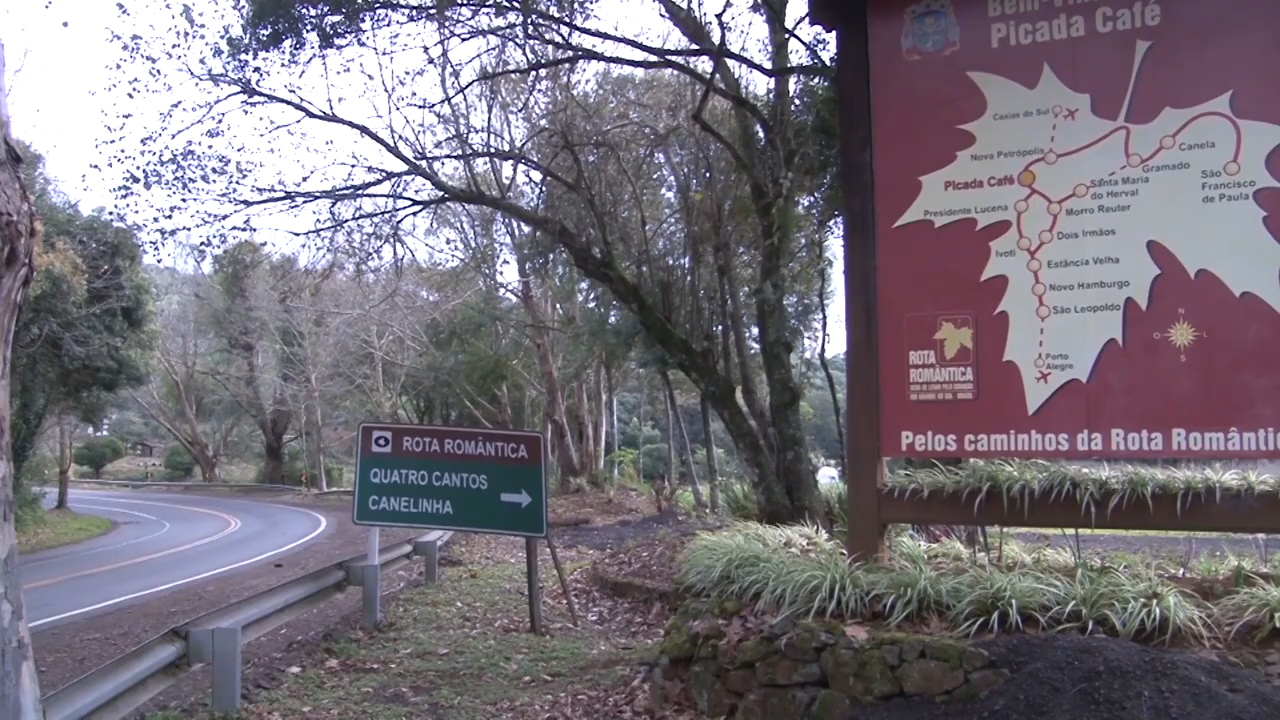 ROTA ROMÂNTICA
QUATRO CANTOS
CANELINHA
Picada Café
Caxias do Sul
Nova Petrópolis
Canela
Gramado
São
Francisco
de Paula
Picada Café
Santa Maria
do Herval
Presidente Lucena
Morro Reuter
Dois Irmãos
Ivoti
Estância Velha
Novo Hamburgo
São Leopoldo
Porto
Alegre
N
O L
S
ROTA
ROMÂNTICA
Pelos caminhos da Rota Romântic